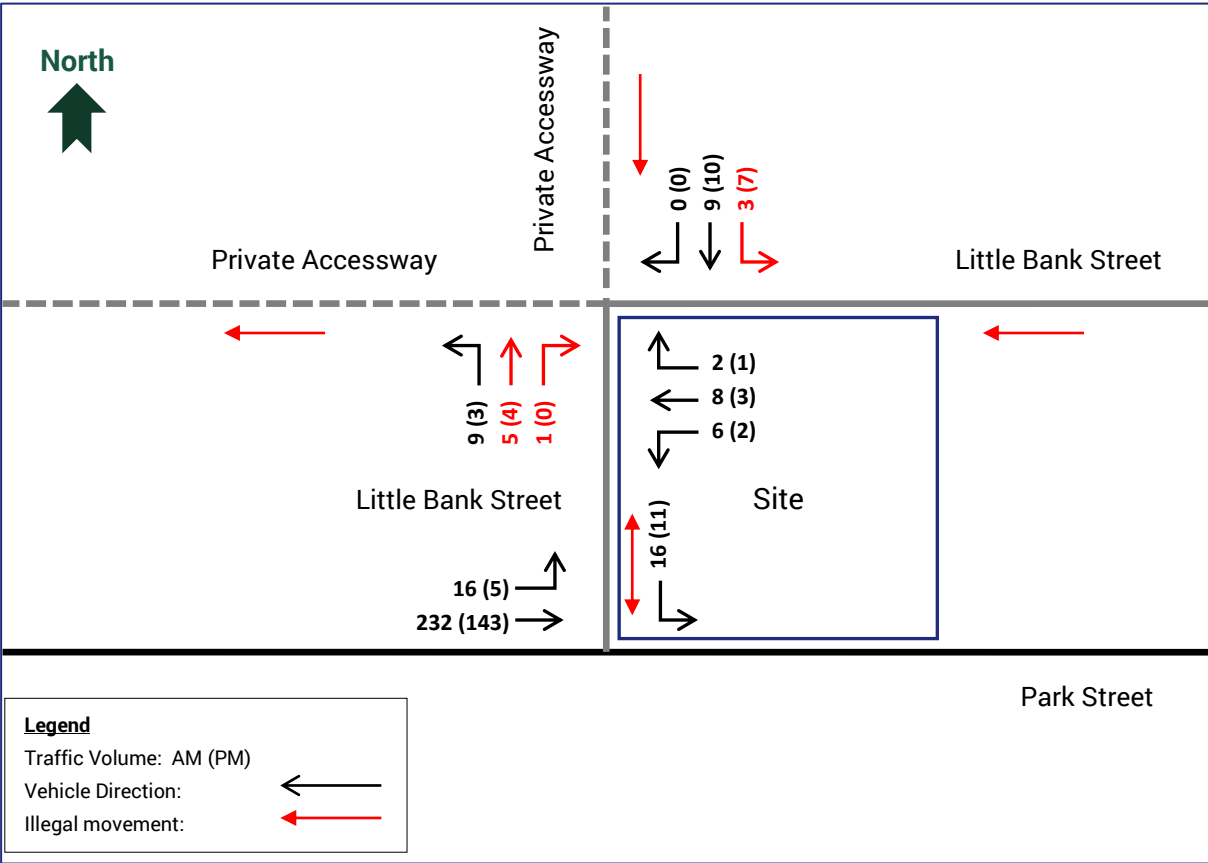 North
Private Accessway
0 (0)
9 (10)
3 (7)
Private Accessway
Little Bank Street
9 (3)
5 (4)
1 (0)
2 (1)
8 (3)
6 (2)
Little Bank Street
16 (11)
Site
16 (5)
232 (143)
Park Street
Legend
Traffic Volume: AM (PM)
Vehicle Direction:
Illegal movement: